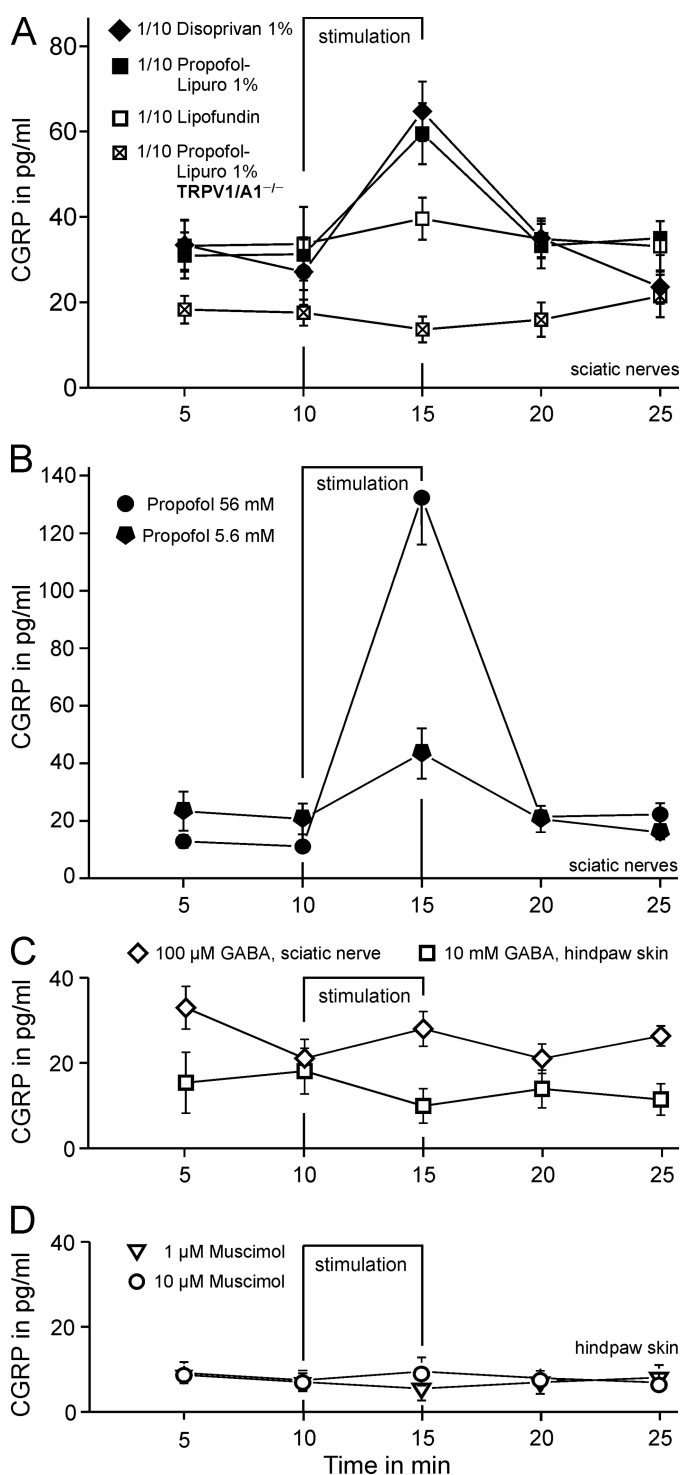 A
1/10 Disoprivan 1%
1/10 Propofol-
Lipuro 1%
1/10 Lipofundin
1/10 Propofol-
Lipuro 1%
TRPV1/A1−/−
stimulation
CGRP in pg/ml
80
60
40
20
0
sciatic nerves
5 10 15 20 25
B
Propofol 56 mM
Propofol 5.6 mM
stimulation
CGRP in pg/ml
140
120
100
80
60
40
20
0
sciatic nerves
5 10 15 20 25
C
100 µM GABA, sciatic nerve 10 mM GABA, hindpaw skin
stimulation
CGRP in pg/ml
40
20
0
5 10 15 20 25
D
1 µM Muscimol
10 µM Muscimol
stimulation
CGRP in pg/ml
40
20
0
hindpaw skin
5 10 15 20 25
Time in min